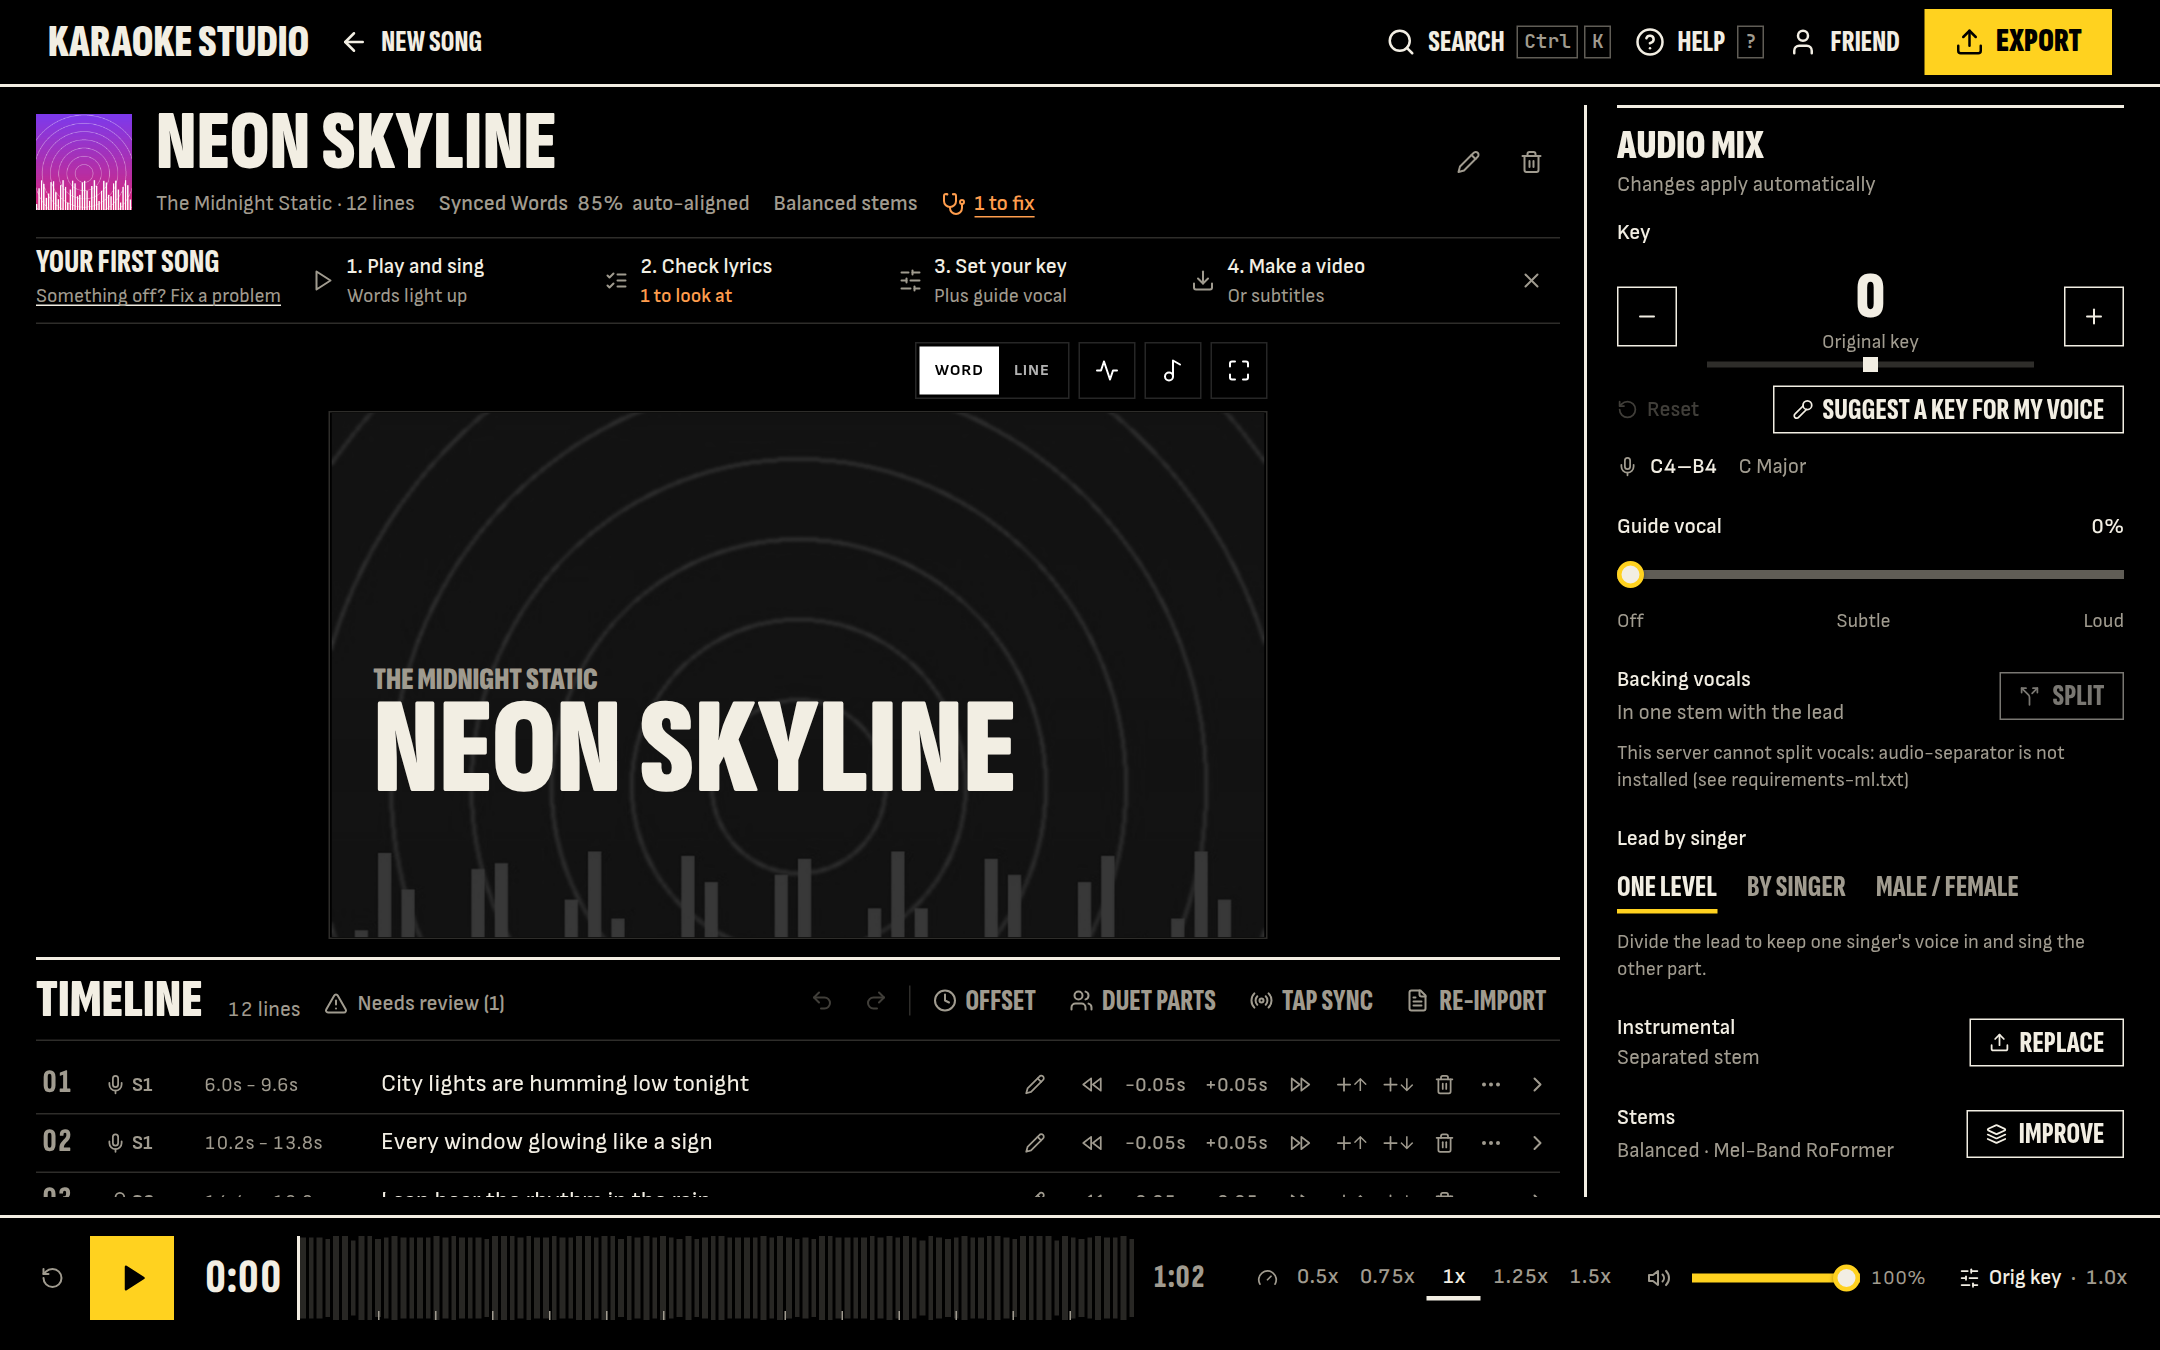 KARAOKE STUDIO
NEW SONG
SEARCH Ctrl K
HELP ?
FRIEND
EXPORT
NEON SKYLINE
The Midnight Static · 12 lines
Synced Words 85% auto-aligned
Balanced stems
1 to fix
YOUR FIRST SONG
Something off? Fix a problem
1. Play and sing
Words light up
2. Check lyrics
1 to look at
3. Set your key
Plus guide vocal
4. Make a video
Or subtitles
WORD
LINE
THE MIDNIGHT STATIC
NEON SKYLINE
TIMELINE
12 lines
Needs review (1)
OFFSET
DUET PARTS
TAP SYNC
RE-IMPORT
01 S1 6.0s - 9.6s City lights are humming low tonight -0.05s +0.05s
02 S1 10.2s - 13.8s Every window glowing like a sign -0.05s +0.05s
AUDIO MIX
Changes apply automatically
Key
0
Original key
Reset
SUGGEST A KEY FOR MY VOICE
C4–B4 C Major
Guide vocal 0%
Off Subtle Loud
Backing vocals
In one stem with the lead
SPLIT
This server cannot split vocals: audio-separator is not
installed (see requirements-ml.txt)
Lead by singer
ONE LEVEL
BY SINGER
MALE / FEMALE
Divide the lead to keep one singer's voice in and sing the
other part.
Instrumental
Separated stem
REPLACE
Stems
Balanced · Mel-Band RoFormer
IMPROVE
0:00
1:02
0.5x 0.75x 1x 1.25x 1.5x
100%
Orig key · 1.0x